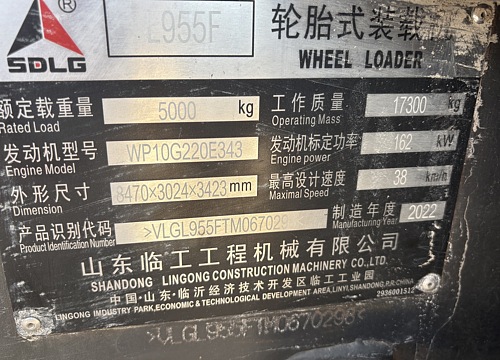 ®
SDLG
L955F
轮胎式装载机
WHEEL LOADER
额定载重量 5000 kg
Rated Load
工作质量 17300 kg
Operating Mass
发动机型号 WP10G220E343
Engine Model
发动机标定功率 162 kW
Engine power
外形尺寸 8470×3024×3423 mm
Dimension
最高设计速度 38 km/h
Maximal Speed
产品识别代码 >VLGL955FTM067029
Product Identification Number
制造年度 2022
Manufacturing Year
山东临工工程机械有限公司
SHANDONG LINGONG CONSTRUCTION MACHINERY CO.,LTD.
中国·山东·临沂经济技术开发区临工工业园
LINGONG INDUSTRY PARK,ECONOMIC & TECHNOLOGICAL DEVELOPMENT AREA,LINYI,SHANDONG,P.R.CHINA
2936001512
>VLGL955FTM0670298<